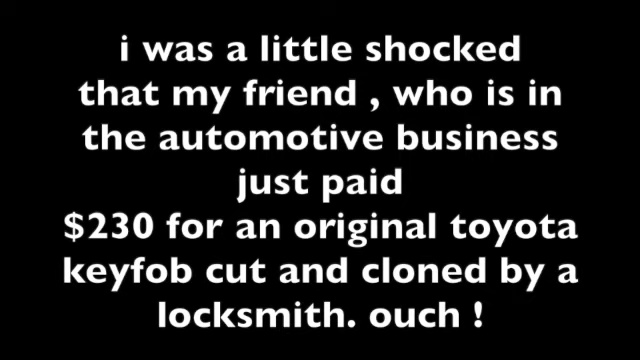 i was a little shocked
that my friend , who is in
the automotive business
just paid
$230 for an original toyota
keyfob cut and cloned by a
locksmith. ouch !